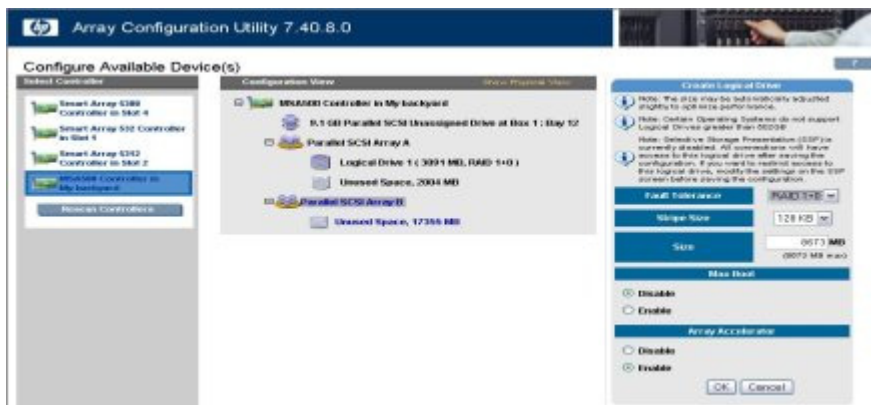 hp Array Configuration Utility 7.40.8.0
Configure Available Device(s)
Select Controller
Smart Array 5300
Controller in Slot 4
Smart Array 532 Controller
in Slot 1
Smart Array 5312
Controller in Slot 2
MSA500 Controller in
My backyard
Rescan Controllers
Configuration View
Show Physical View
MSA500 Controller in My backyard
9.1 GB Parallel SCSI Unassigned Drive at Box 1 : Bay 12
Parallel SCSI Array A
Logical Drive 1 ( 3091 MB, RAID 1+0 )
Unused Space, 2004 MB
Parallel SCSI Array B
Unused Space, 17355 MB
?
Create Logical Drive
Note: The size may be automatically adjusted
slightly to optimize performance.
Note: Certain Operating Systems do not support
Logical Drives greater than
Note: Selective Storage Presentation (SSP) is
currently disabled. All connections will have
access to this logical drive after saving the
configuration. If you want to restrict access to
this logical drive, modify the settings on the SSP
screen before saving the configuration.
Fault Tolerance
RAID 1+0
Stripe Size
128 KB
Size
8673 MB
(8673 MB max)
Max Boot
Disable
Enable
Array Accelerator
Disable
Enable
OK
Cancel